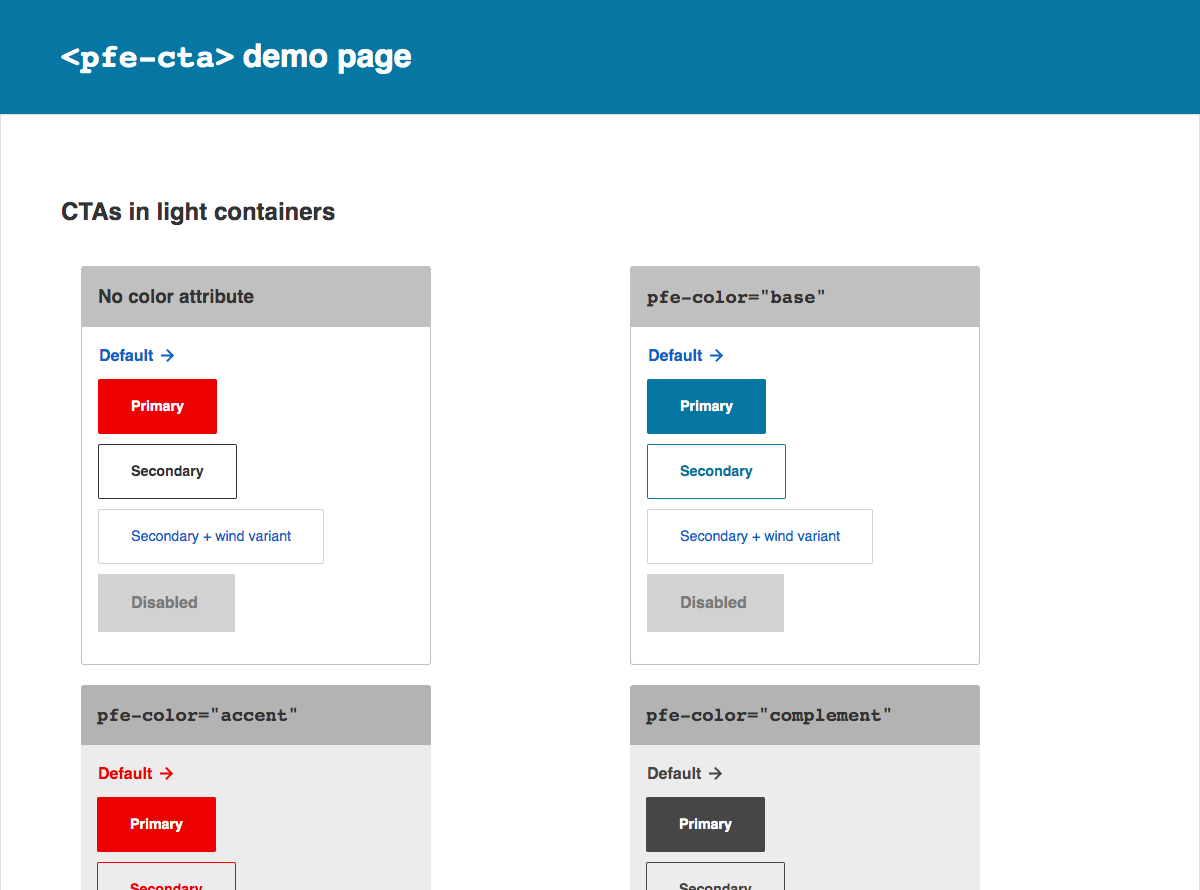 <pfe-cta> demo page
CTAs in light containers
No color attribute
Default →
Primary
Secondary
Secondary + wind variant
Disabled
pfe-color="base"
Default →
Primary
Secondary
Secondary + wind variant
Disabled
pfe-color="accent"
Default →
Primary
Secondary
pfe-color="complement"
Default →
Primary
Secondary